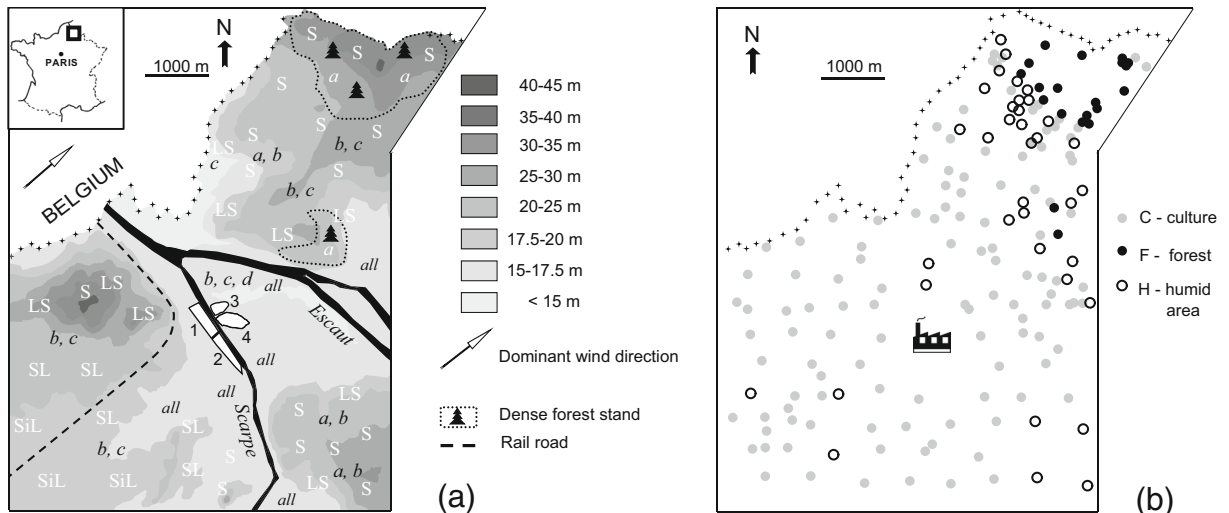 PARIS
N
1000 m
BELGIUM
S
S
S
a
a
S
S
S
S
b, c
LS
a, b
c
S
S
b, c
LS
LS
LS
a
all
b, c, d
all
S
LS
LS
LS
b, c
3
1
4
2
Escaut
all
SL
SL
all
Scarpe
all
LS
S
a, b
SL
SiL
SL
b, c
S
S
S
SL
a, b
SiL
SiL
S
LS
S
all
40-45 m
35-40 m
30-35 m
25-30 m
20-25 m
17.5-20 m
15-17.5 m
< 15 m
Dominant wind direction
Dense forest stand
Rail road
(a)
N
1000 m
C - culture
F - forest
H - humid
area
(b)